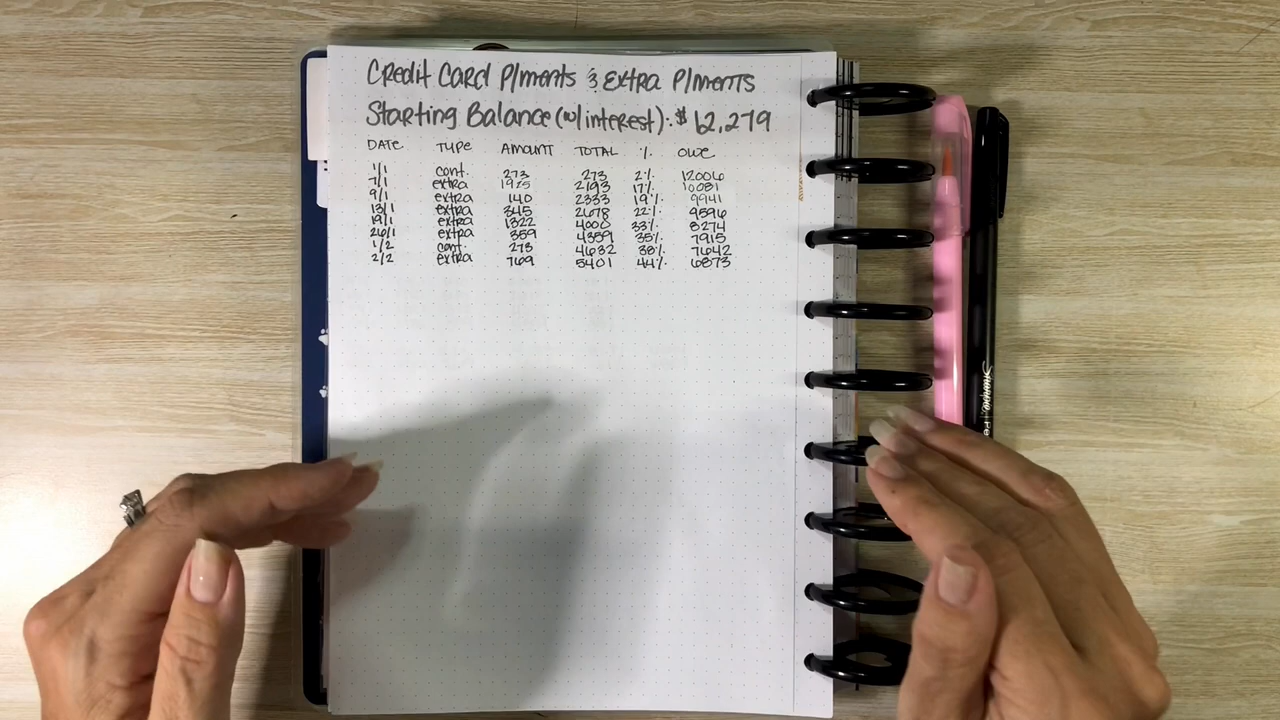 Credit Card P/ments & Extra P/ments
Starting Balance (w/interest): $12,279
DATE TYPE AMOUNT TOTAL % OWE
1/1 cont. 273 273 2% 12006
7/1 extra 1925 2193 17% 10081
9/1 extra 140 2333 19% 9941
13/1 extra 345 2678 22% 9596
19/1 extra 1322 4000 33% 8274
26/1 extra 359 4359 35% 7915
1/2 cont. 273 4632 38% 7642
2/2 extra 769 5401 44% 6873
Sharpie